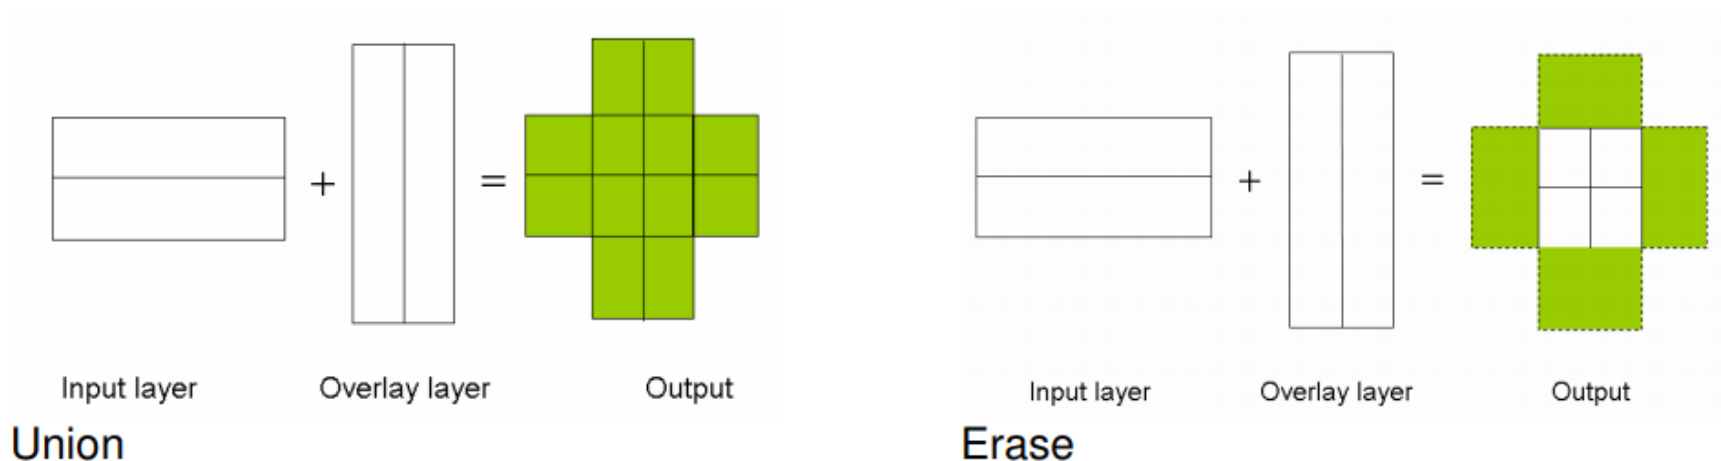 + =
Input layer Overlay layer Output
Union
+ =
Input layer Overlay layer Output
Erase